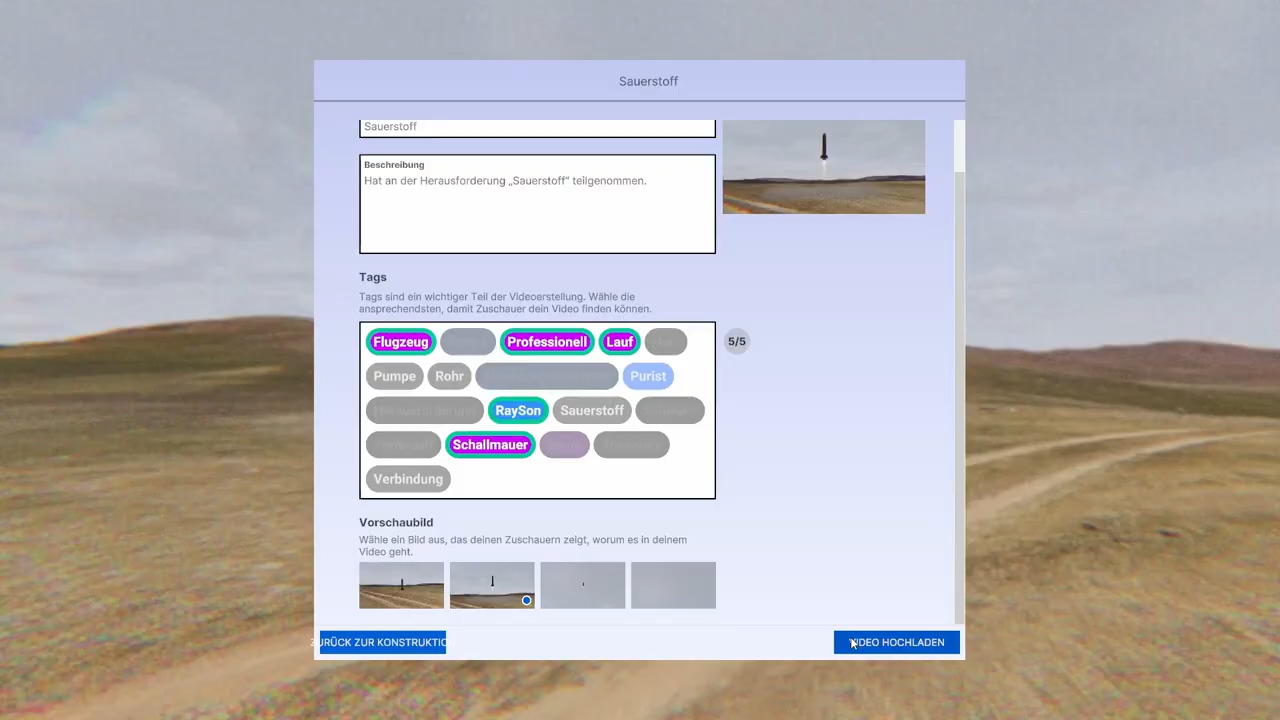 Sauerstoff
Sauerstoff
Beschreibung
Hat an der Herausforderung „Sauerstoff“ teilgenommen.
Tags
Tags sind ein wichtiger Teil der Videoerstellung. Wähle die
ansprechendsten, damit Zuschauer dein Video finden können.
Flugzeug Professionell Lauf 5/5
Pumpe Rohr Purist
RaySon Sauerstoff
Schallmauer
Verbindung
Vorschaubild
Wähle ein Bild aus, das deinen Zuschauern zeigt, worum es in deinem
Video geht.
ZURÜCK ZUR KONSTRUKTIO VIDEO HOCHLADEN